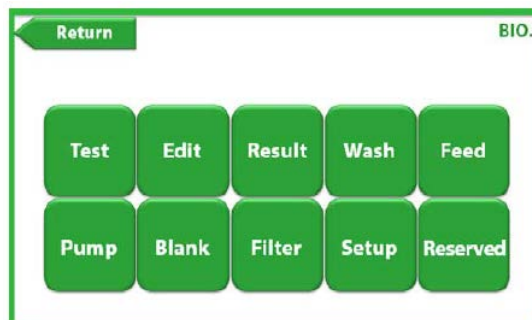 Return BIO.
Test Edit Result Wash Feed
Pump Blank Filter Setup Reserved